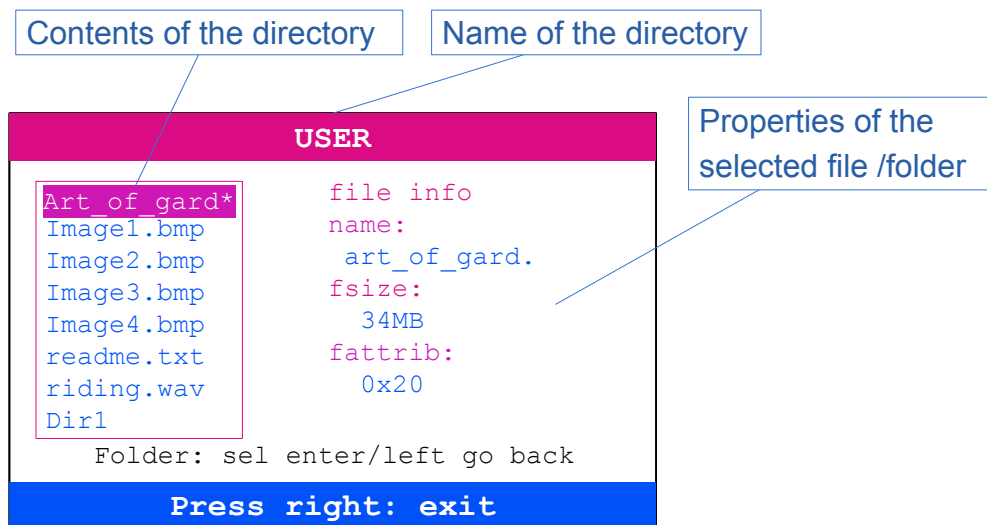 Contents of the directory
Name of the directory
Properties of the
selected file /folder
USER
Art_of_gard*
Image1.bmp
Image2.bmp
Image3.bmp
Image4.bmp
readme.txt
riding.wav
Dir1
file info
name:
art_of_gard.
fsize:
34MB
fattrib:
0x20
Folder: sel enter/left go back
Press right: exit